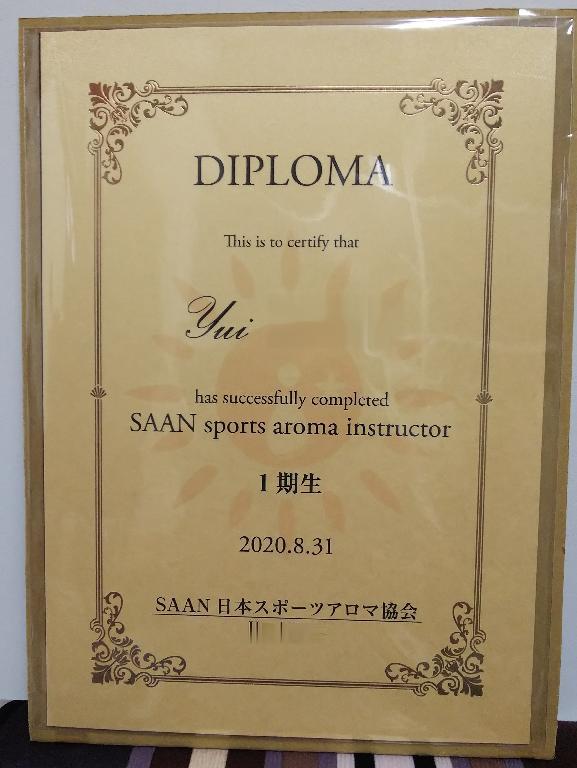 DIPLOMA
This is to certify that
Yui
has successfully completed
SAAN sports aroma instructor
1期生
2020.8.31
SAAN 日本スポーツアロマ協会